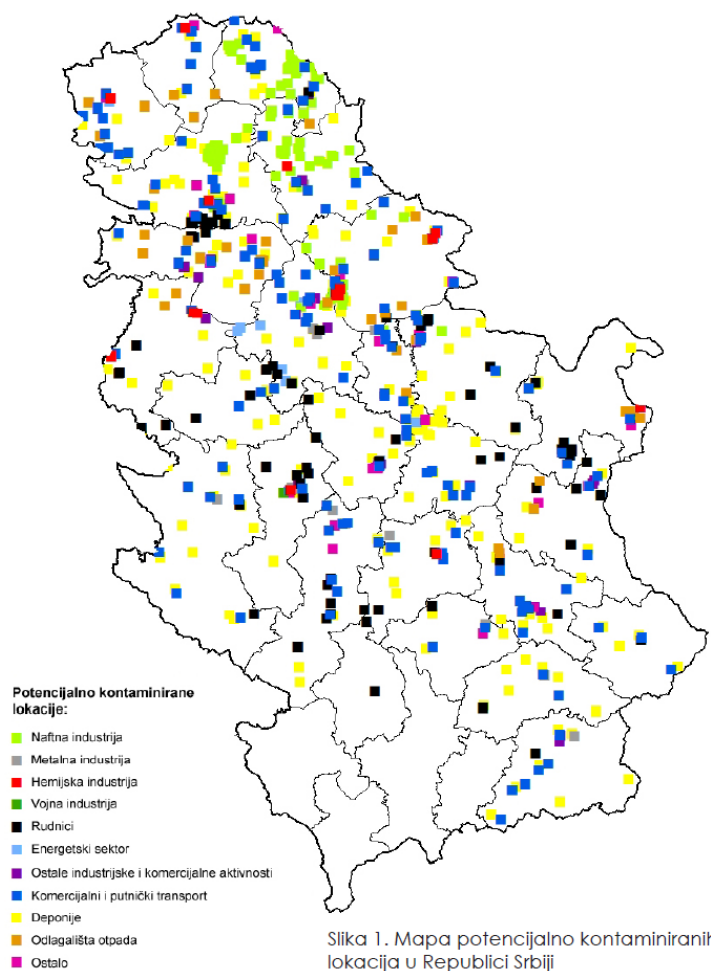 Potencijalno kontaminirane
lokacije:
Naftna industrija
Metalna industrija
Hemijska industrija
Vojna industrija
Rudnici
Energetski sektor
Ostale industrijske i komercijalne aktivnosti
Komercijalni i putnički transport
Deponije
Odlagališta otpada
Ostalo
Slika 1. Mapa potencijalno kontaminiranih
lokacija u Republici Srbiji